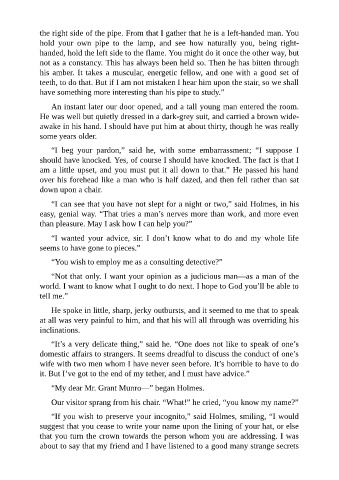 the right side of the pipe. From that I gather that he is a left-handed man. You
hold your own pipe to the lamp, and see how naturally you, being right-
handed, hold the left side to the flame. You might do it once the other way, but
not as a constancy. This has always been held so. Then he has bitten through
his amber. It takes a muscular, energetic fellow, and one with a good set of
teeth, to do that. But if I am not mistaken I hear him upon the stair, so we shall
have something more interesting than his pipe to study.”
An instant later our door opened, and a tall young man entered the room.
He was well but quietly dressed in a dark-grey suit, and carried a brown wide-
awake in his hand. I should have put him at about thirty, though he was really
some years older.
“I beg your pardon,” said he, with some embarrassment; “I suppose I
should have knocked. Yes, of course I should have knocked. The fact is that I
am a little upset, and you must put it all down to that.” He passed his hand
over his forehead like a man who is half dazed, and then fell rather than sat
down upon a chair.
“I can see that you have not slept for a night or two,” said Holmes, in his
easy, genial way. “That tries a man’s nerves more than work, and more even
than pleasure. May I ask how I can help you?”
“I wanted your advice, sir. I don’t know what to do and my whole life
seems to have gone to pieces.”
“You wish to employ me as a consulting detective?”
“Not that only. I want your opinion as a judicious man—as a man of the
world. I want to know what I ought to do next. I hope to God you’ll be able to
tell me.”
He spoke in little, sharp, jerky outbursts, and it seemed to me that to speak
at all was very painful to him, and that his will all through was overriding his
inclinations.
“It’s a very delicate thing,” said he. “One does not like to speak of one’s
domestic affairs to strangers. It seems dreadful to discuss the conduct of one’s
wife with two men whom I have never seen before. It’s horrible to have to do
it. But I’ve got to the end of my tether, and I must have advice.”
“My dear Mr. Grant Munro—” began Holmes.
Our visitor sprang from his chair. “What!” he cried, “you know my name?”
“If you wish to preserve your incognito,” said Holmes, smiling, “I would
suggest that you cease to write your name upon the lining of your hat, or else
that you turn the crown towards the person whom you are addressing. I was
about to say that my friend and I have listened to a good many strange secrets